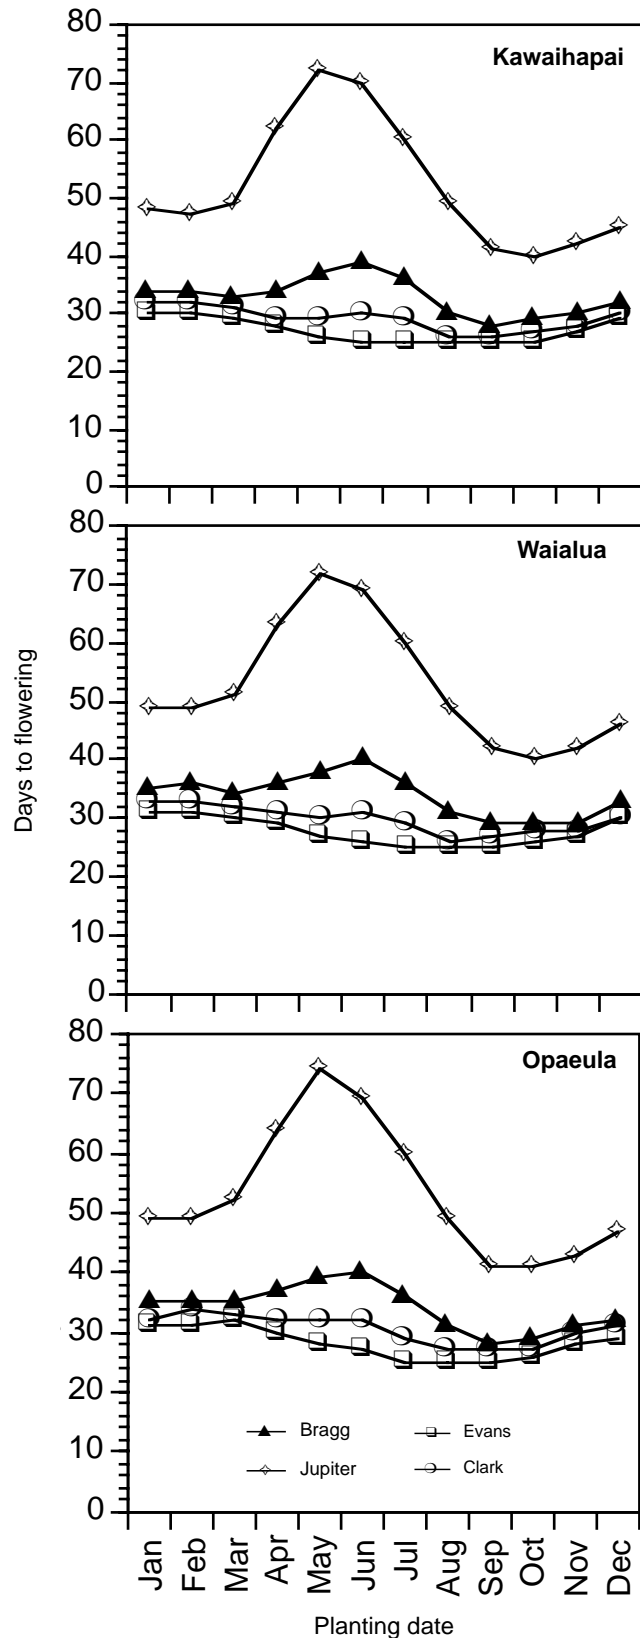 Kawaihapai
80
70
60
50
40
30
20
10
0
Waialua
80
70
60
50
40
30
20
10
0
Days to flowering
Opaeula
80
70
60
50
40
30
20
10
0
Bragg
Evans
Jupiter
Clark
Jan
Feb
Mar
Apr
May
Jun
Jul
Aug
Sep
Oct
Nov
Dec
Planting date